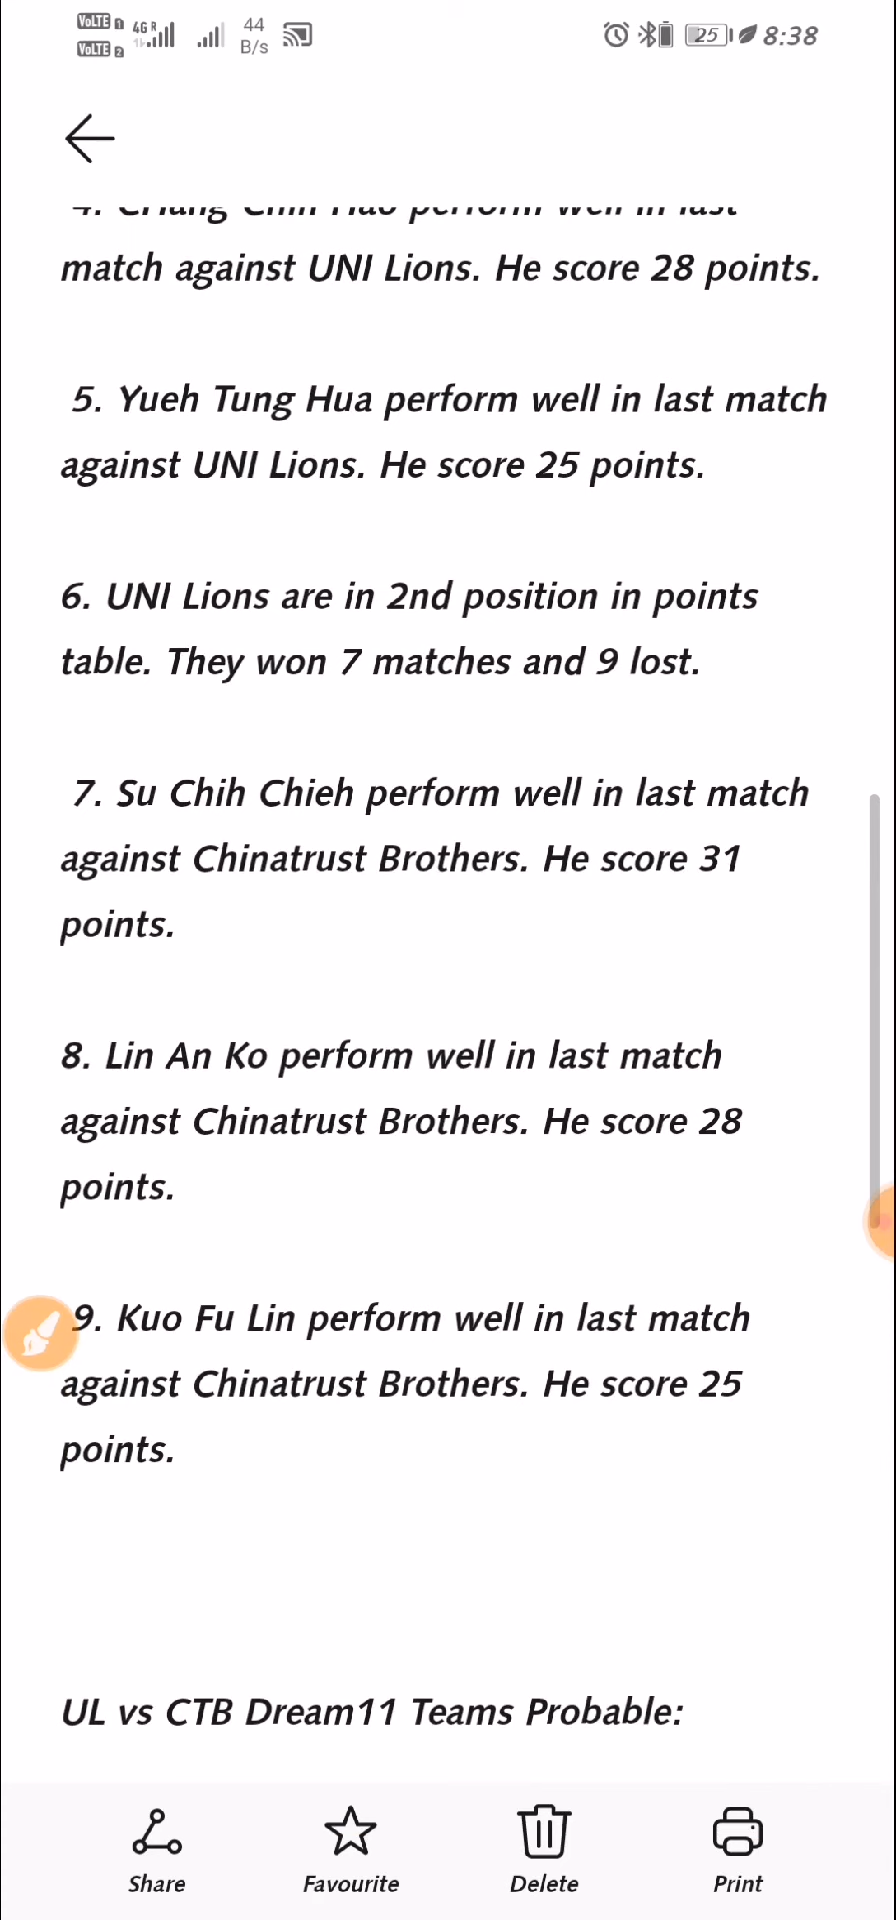 VoLTE 1 4G R 44
VoLTE 2 B/s 25 8:38
match against UNI Lions. He score 28 points.
5. Yueh Tung Hua perform well in last match
against UNI Lions. He score 25 points.
6. UNI Lions are in 2nd position in points
table. They won 7 matches and 9 lost.
7. Su Chih Chieh perform well in last match
against Chinatrust Brothers. He score 31
points.
8. Lin An Ko perform well in last match
against Chinatrust Brothers. He score 28
points.
9. Kuo Fu Lin perform well in last match
against Chinatrust Brothers. He score 25
points.
UL vs CTB Dream11 Teams Probable:
Share Favourite Delete Print